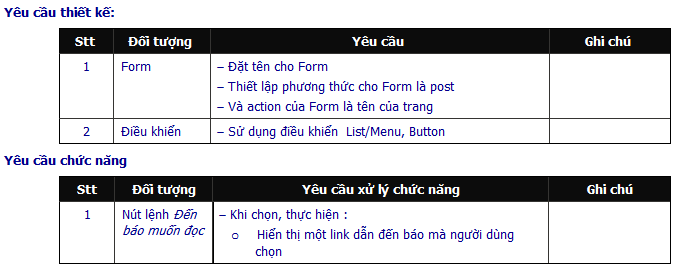 Yêu cầu thiết kế:
Stt Đối tượng Yêu cầu Ghi chú
1 Form – Đặt tên cho Form
– Thiết lập phương thức cho Form là post
– Và action của Form là tên của trang
2 Điều khiển – Sử dụng điều khiển List/Menu, Button
Yêu cầu chức năng
Stt Đối tượng Yêu cầu xử lý chức năng Ghi chú
1 Nút lệnh Đến – Khi chọn, thực hiện :
báo muốn đọc o Hiển thị một link dẫn đến báo mà người dùng
chọn